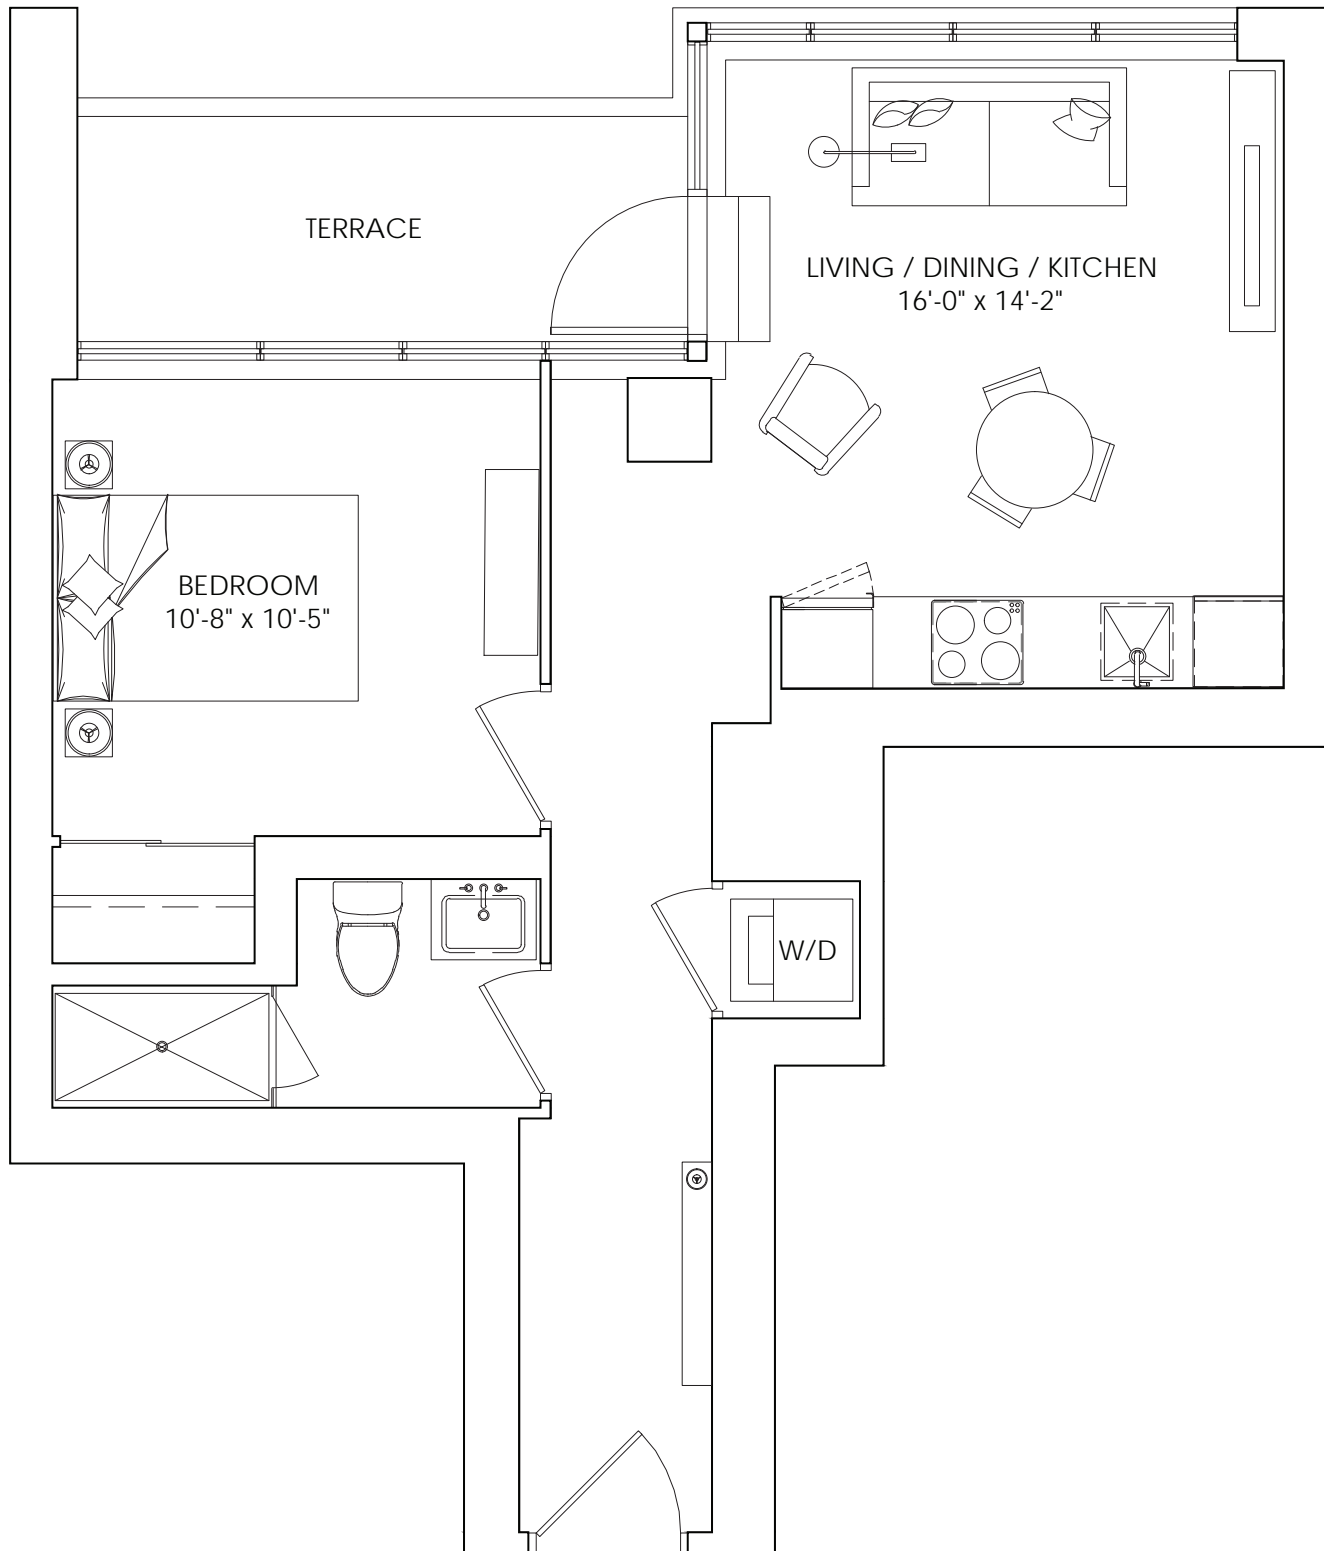 TERRACE
LIVING / DINING / KITCHEN
16'-0" x 14'-2"
BEDROOM
10'-8" x 10'-5"
W/D